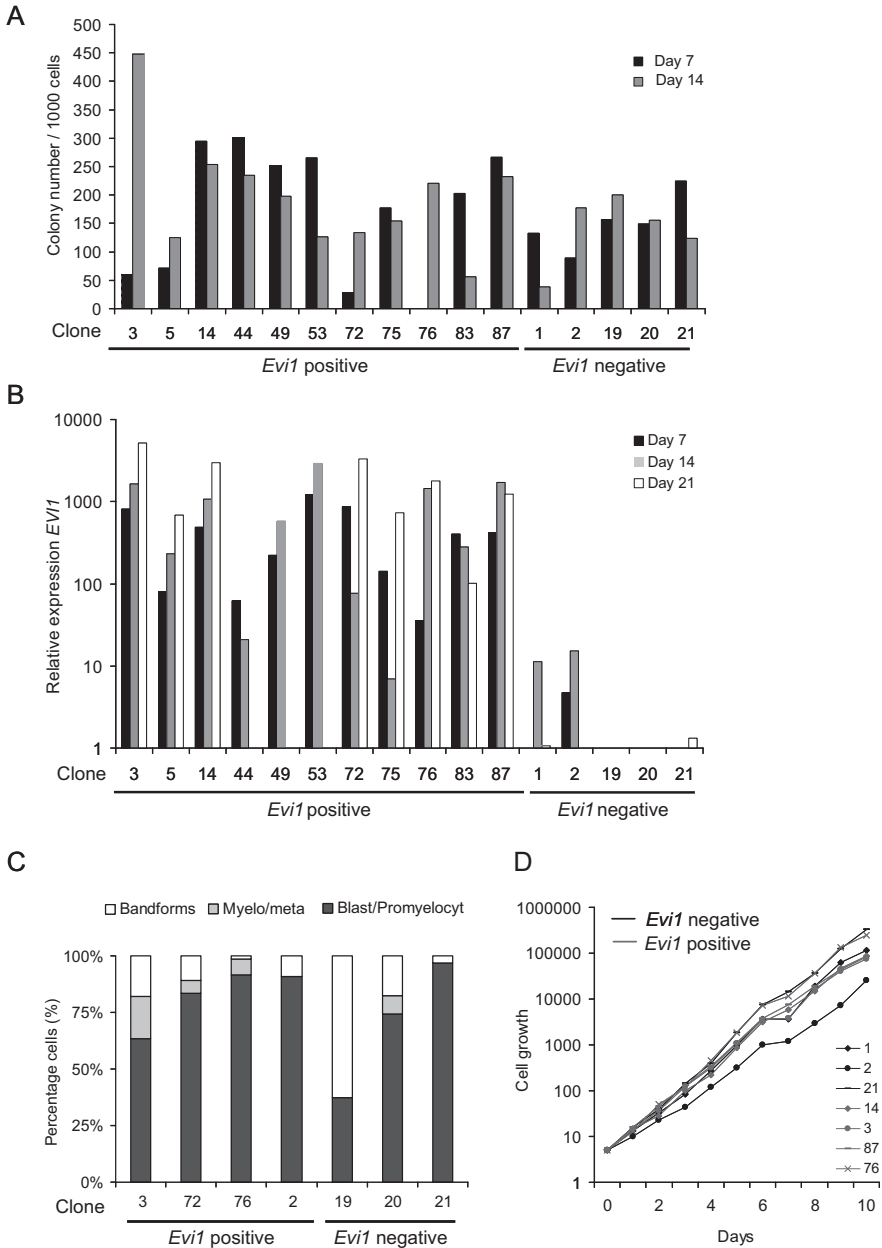 A
Colony number / 1000 cells
500
450
400
350
300
250
200
150
100
50
0
Day 7
Day 14
Clone 3 5 14 44 49 53 72 75 76 83 87 1 2 19 20 21
Evi1 positive Evi1 negative
B
Relative expression EVI1
10000
1000
100
10
1
Day 7
Day 14
Day 21
Clone 3 5 14 44 49 53 72 75 76 83 87 1 2 19 20 21
Evi1 positive Evi1 negative
C
Bandforms Myelo/meta Blast/Promyelocyt
Percentage cells (%)
100%
75%
50%
25%
0%
Clone 3 72 76 2 19 20 21
Evi1 positive Evi1 negative
D
Cell growth
1000000
100000
10000
1000
100
10
1
Evi1 negative
Evi1 positive
1
2
21
14
3
87
76
0 2 4 6 8 10
Days